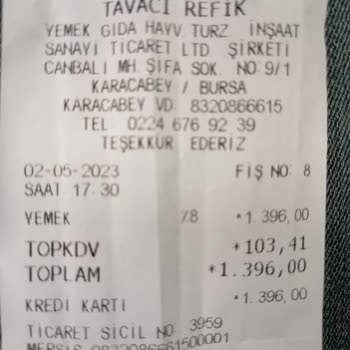 TAVACI REFİK
YEMEK GIDA HAYV. TURZ İNŞAAT
SANAYİ TİCARET LTD ŞİRKETİ
CANBALI MH ŞİFA SOK. NO:9/1
KARACABEY / BURSA
KARACABEY VD: 8320866615
TEL 0224 676 92 39
TEŞEKKÜR EDERİZ
02-05-2023 FİŞ NO: 8
SAAT 17:30
YEMEK %8 *1.396,00
TOPKDV *103,41
TOPLAM *1.396,00
KREDİ KARTI *1.396,00
TİCARET SİCİL NO: 3959
MERSİS 0832086661500001